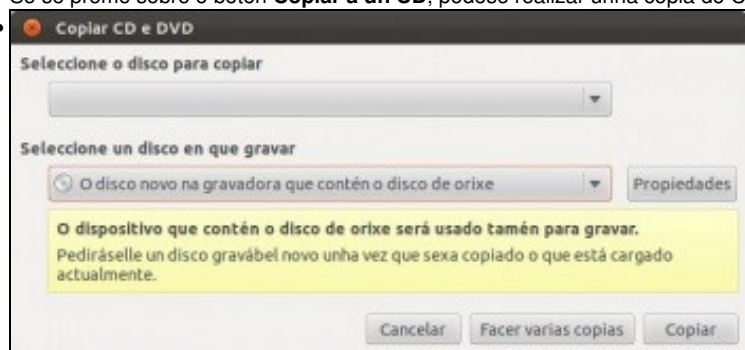 Copiar CD e DVD
Seleccione o disco para copiar
Seleccione un disco en que gravar
O disco novo na gravadora que contén o disco de orixe
Propiedades
O dispositivo que contén o disco de orixe será usado tamén para gravar.
Pediráselle un disco gravábel novo unha vez que sexa copiado o que está cargado
actualmente.
Cancelar Facer varias copias Copiar